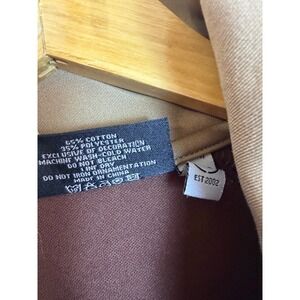 65% COTTON
35% POLYESTER
EXCLUSIVE OF DECORATION
MACHINE WASH-COLD WATER
DO NOT BLEACH
LINE DRY
DO NOT IRON ORNAMENTATION
MADE IN CHINA
EST 2002